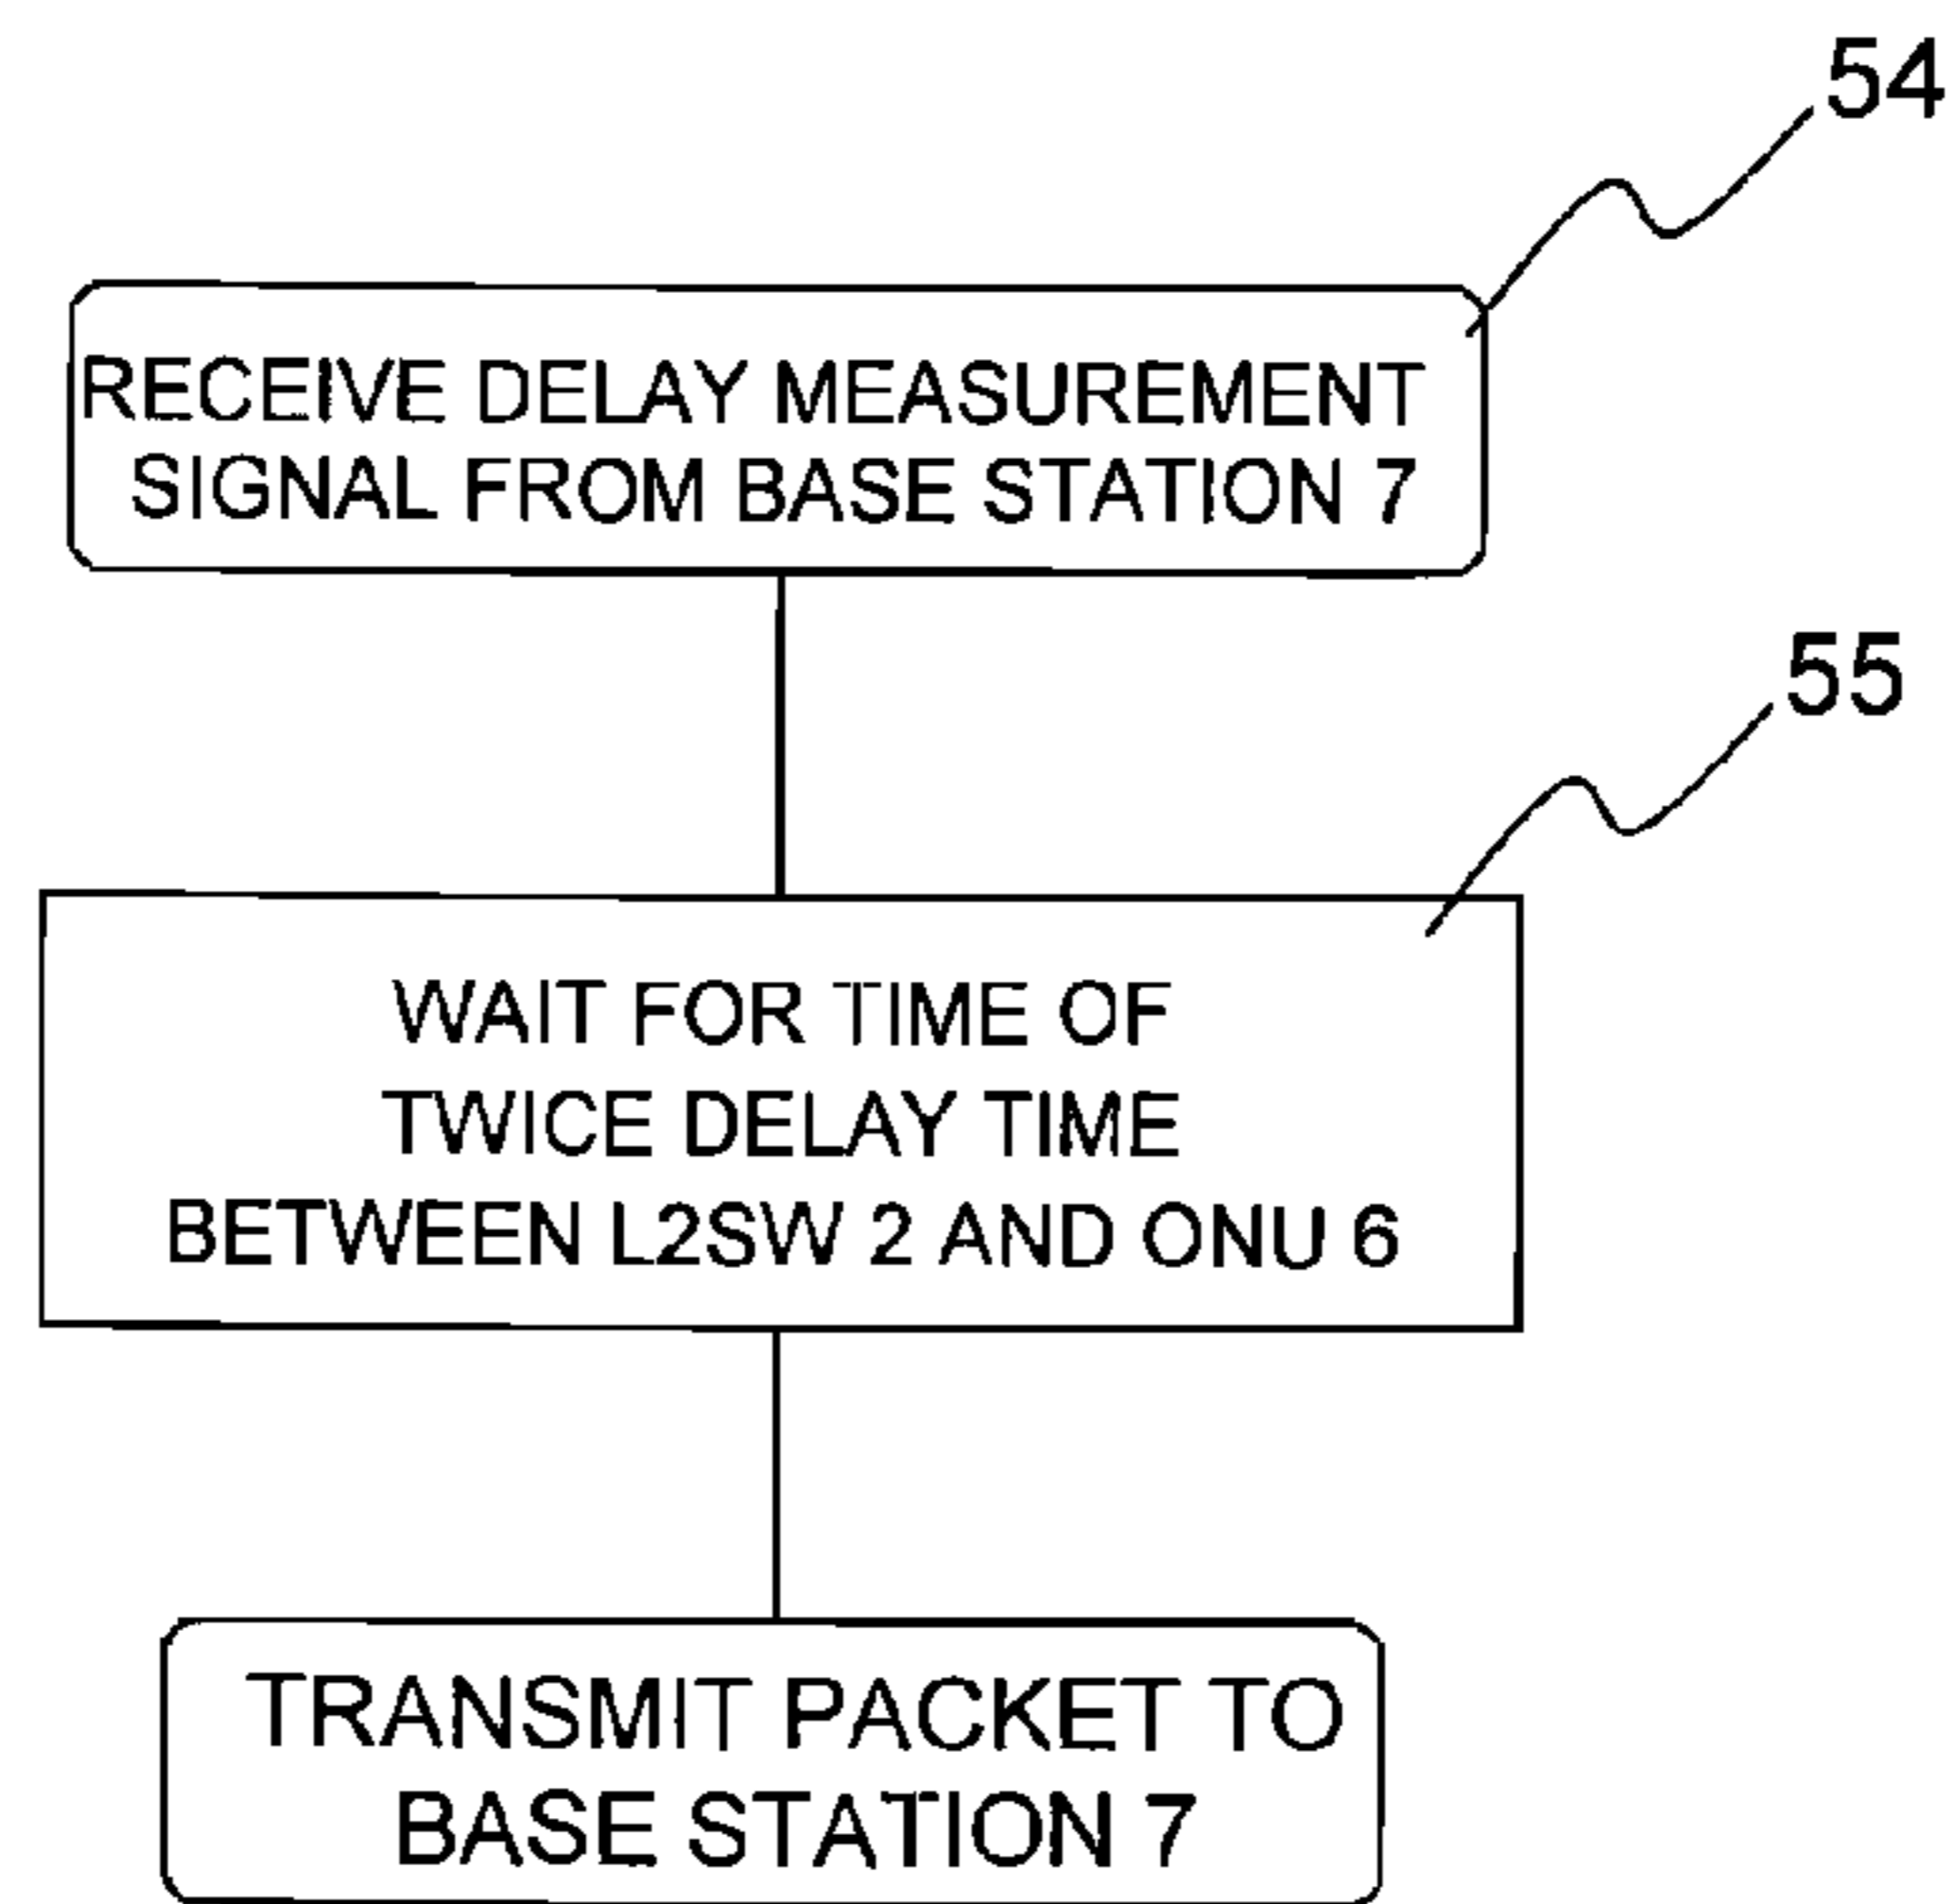 54
RECEIVE DELAY MEASUREMENT
SIGNAL FROM BASE STATION 7
55
WAIT FOR TIME OF
TWICE DELAY TIME
BETWEEN L2SW 2 AND ONU 6
TRANSMIT PACKET TO
BASE STATION 7